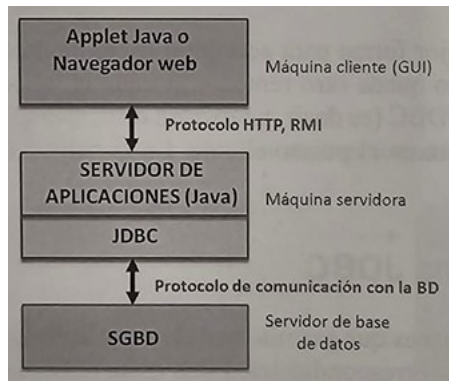 Applet Java o
Navegador web
Máquina cliente (GUI)
Protocolo HTTP, RMI
SERVIDOR DE
APLICACIONES (Java)
Máquina servidora
JDBC
Protocolo de comunicación con la BD
SGBD
Servidor de base
de datos